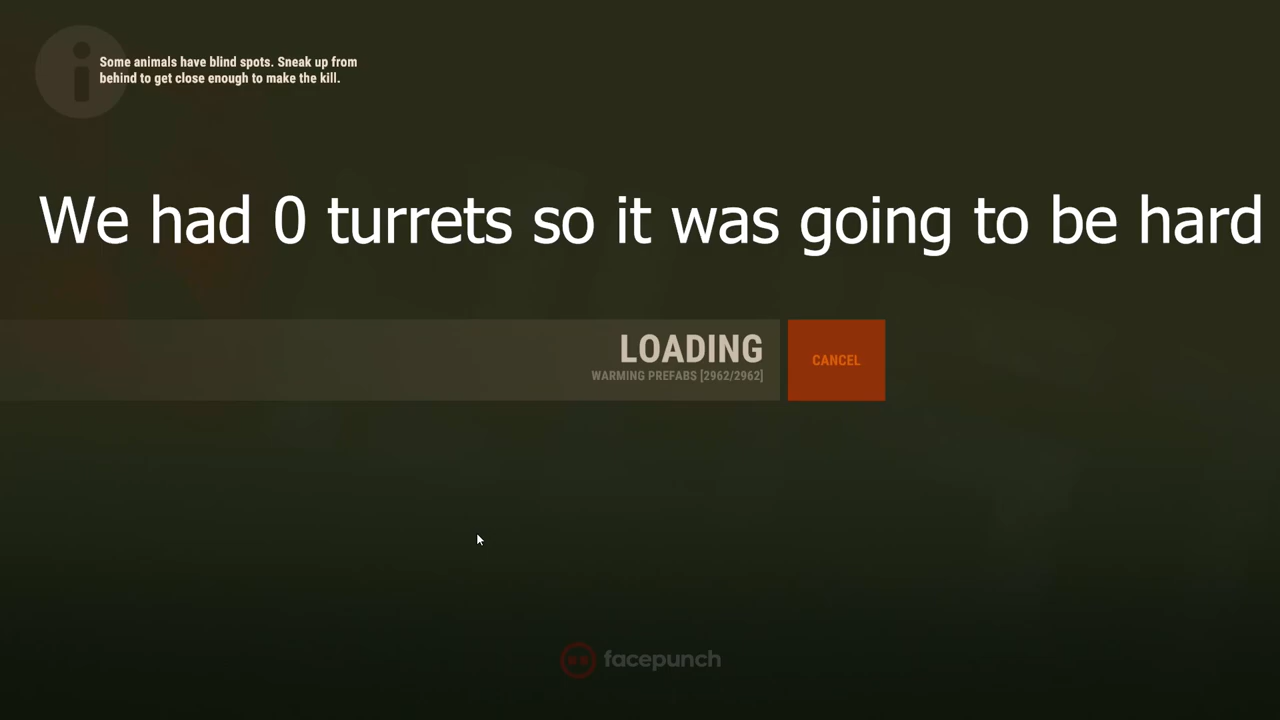 Some animals have blind spots. Sneak up from
behind to get close enough to make the kill.
We had 0 turrets so it was going to be hard
LOADING
WARMING PREFABS [2962/2962]
CANCEL
facepunch